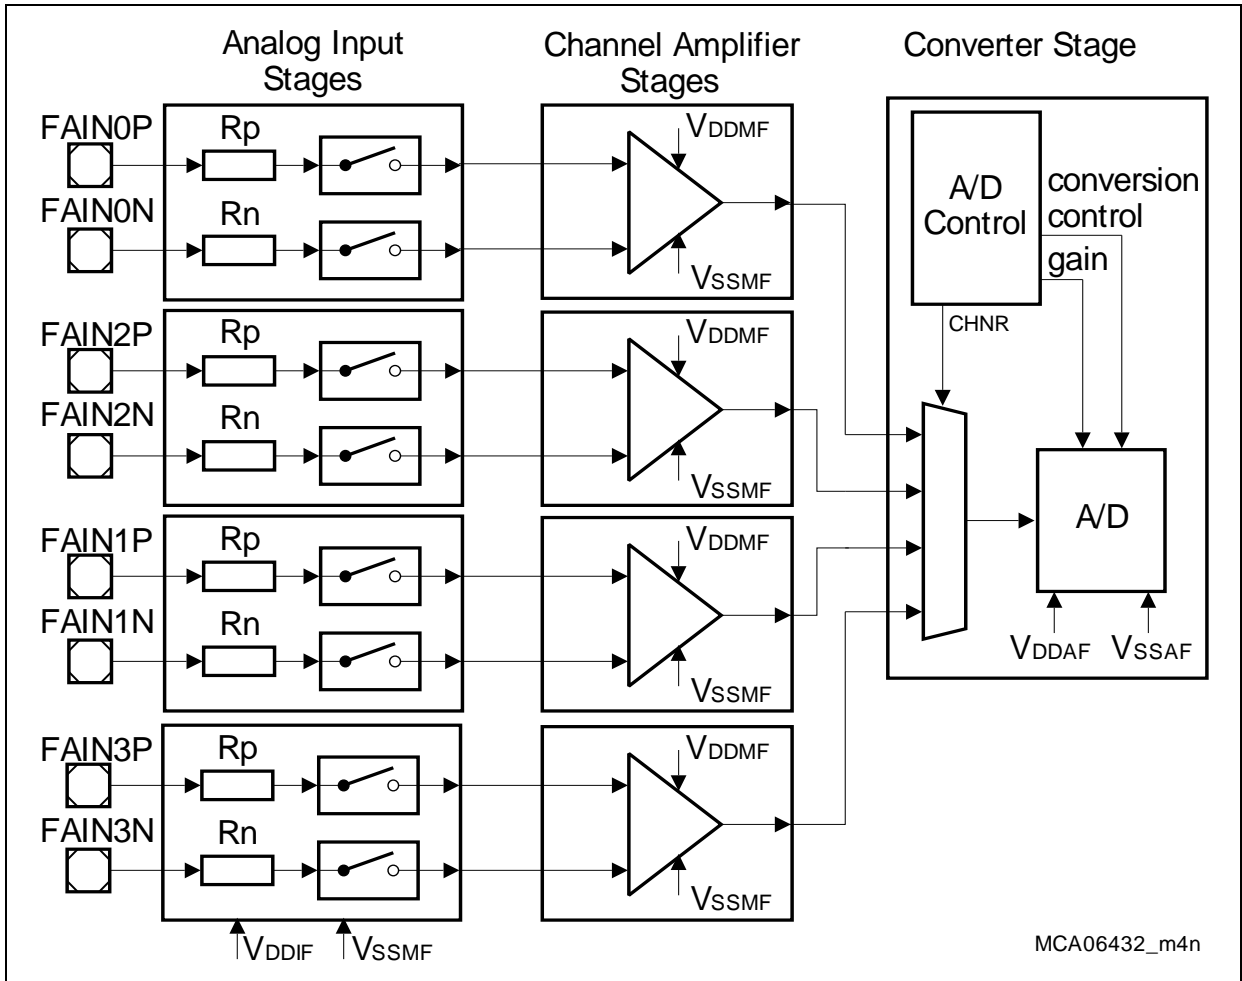 Analog Input
Stages
Channel Amplifier
Stages
Converter Stage
FAIN0P
Rp
FAIN0N
Rn
VDDMF
VSSMF
A/D
Control
conversion
control
gain
CHNR
FAIN2P
Rp
FAIN2N
Rn
VDDMF
VSSMF
FAIN1P
Rp
FAIN1N
Rn
VDDMF
VSSMF
A/D
VDDAF
VSSAF
FAIN3P
Rp
FAIN3N
Rn
VDDMF
VSSMF
VDDIF
VSSMF
MCA06432_m4n